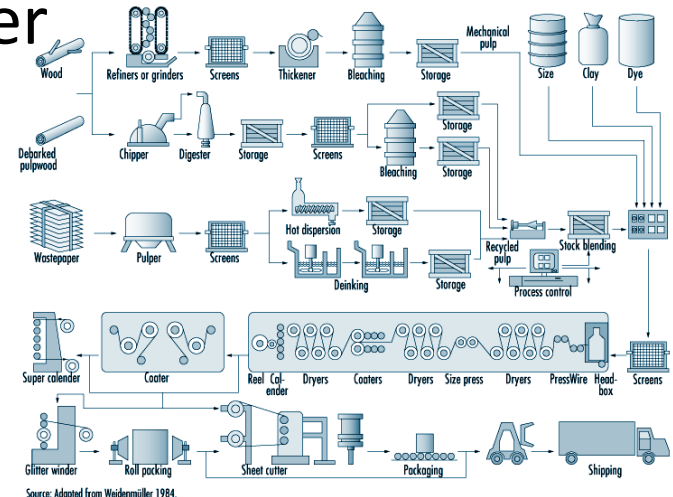 er
Wood
Refiners or grinders
Screens
Thickener
Bleaching
Storage
Mechanical
pulp
Size
Clay
Dye
Debarked
pulpwood
Chipper
Digester
Storage
Screens
Bleaching
Storage
Storage
Wastepaper
Pulper
Screens
Hot dispersion
Storage
Deinking
Storage
Recycled
pulp
Stock blending
Process control
Super calender
Coater
Reel
Cal-
ender
Dryers
Coaters
Dryers
Size press
Dryers
Press
Wire
Head-
box
Screens
Glitter winder
Roll packing
Sheet cutter
Packaging
Shipping
Source: Adapted from Weidenmüller 1984.